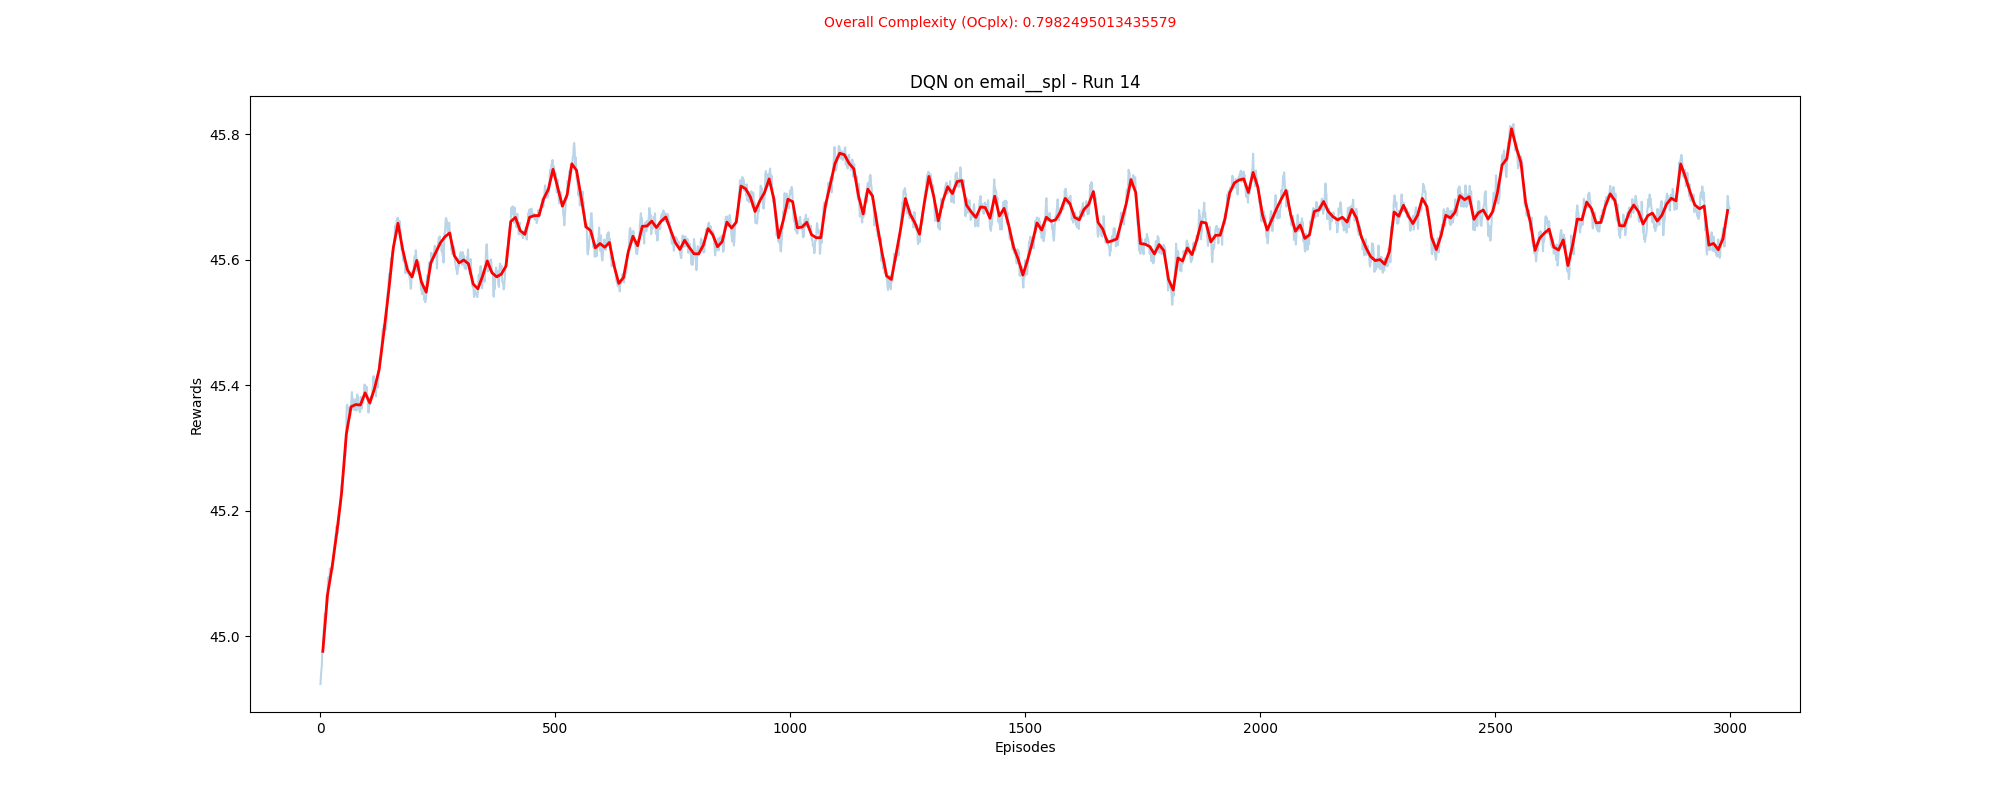 Overall Complexity (OCplx): 0.7982495013435579
DQN on email__spl - Run 14
45.8
45.6
45.4
45.2
45.0
Rewards
0 500 1000 1500 2000 2500 3000
Episodes